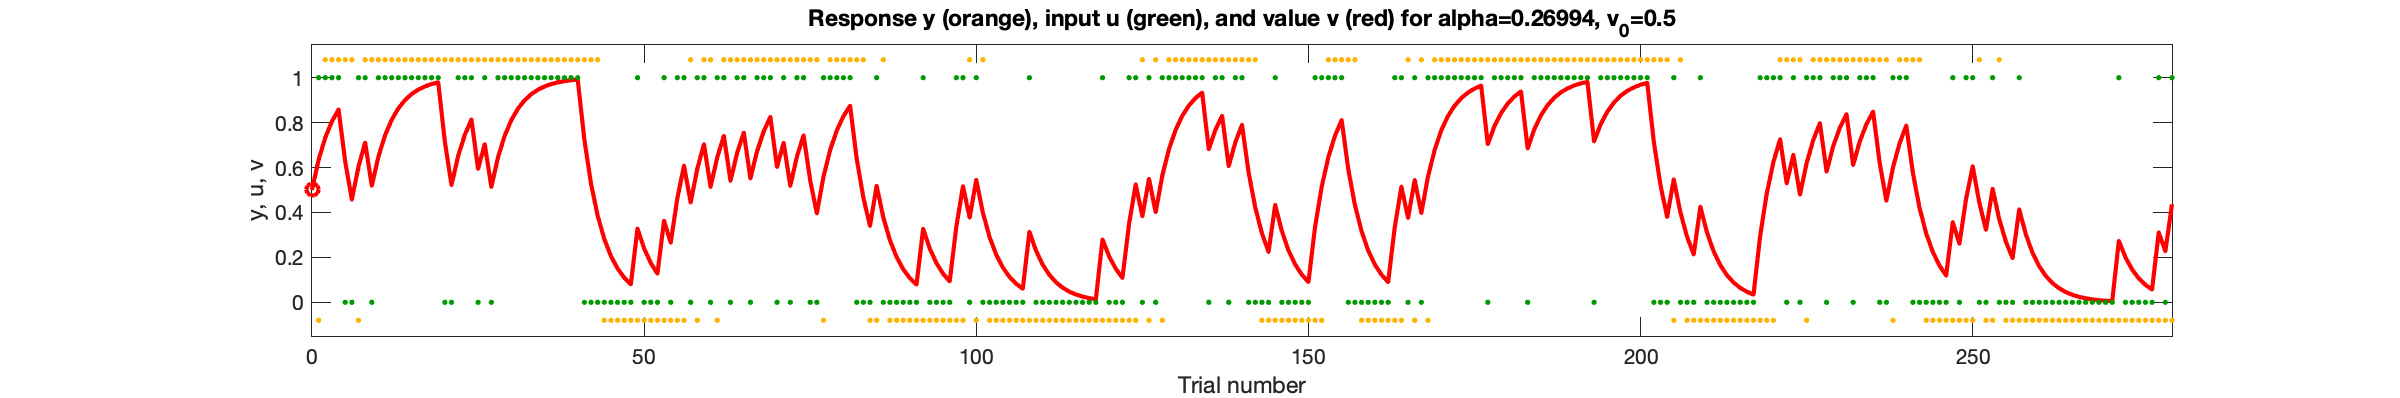 Response y (orange), input u (green), and value v (red) for alpha=0.26994, v0=0.5
1
0.8
0.6
0.4
0.2
0
y, u, v
0 50 100 150 200 250
Trial number